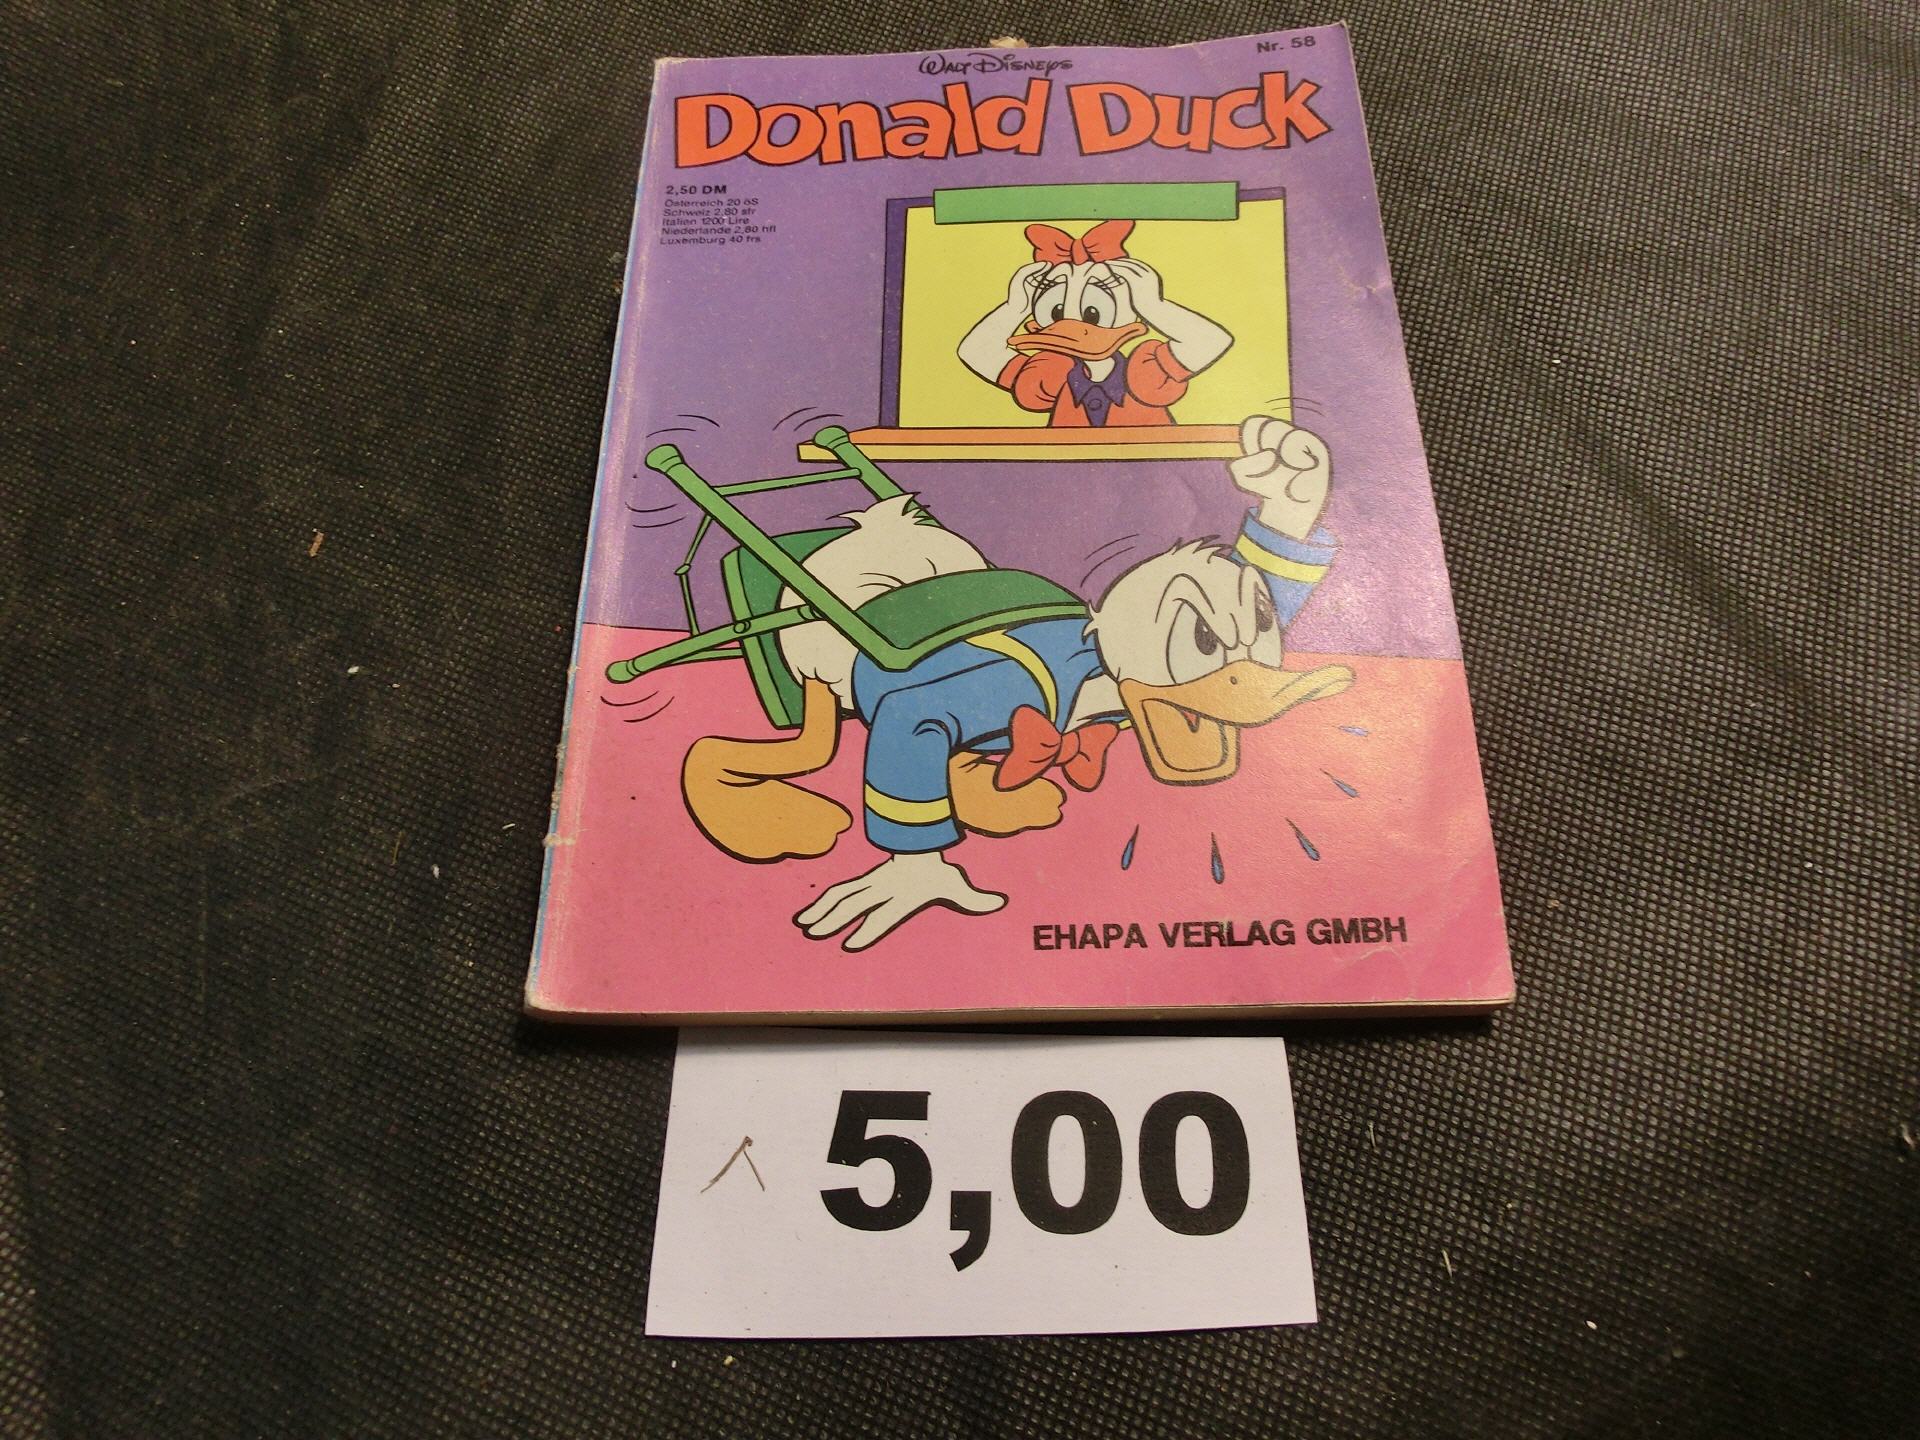 Nr. 58
Walt Disneys
Donald Duck
2,50 DM
Österreich 20 öS
Schweiz 2,80 sfr
Italien 1200 Lire
Niederlande 2,80 hfl
Luxemburg 40 frs
EHAPA VERLAG GMBH
5,00